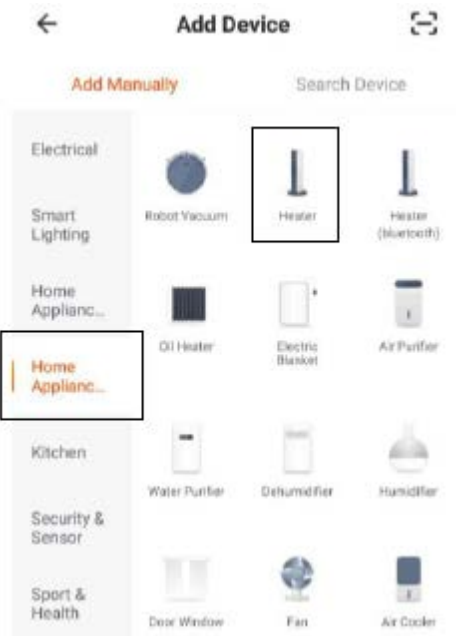 Add Device
Add Manually
Search Device
Electrical
Smart
Lighting
Home
Applianc...
Home
Applianc...
Kitchen
Security &
Sensor
Sport &
Health
Robot Vacuum
Heater
Heater
(bluetooth)
Oil Heater
Electric
Blanket
Air Purifier
Water Purifier
Dehumidifier
Humidifier
Door Window
Fan
Air Cooler